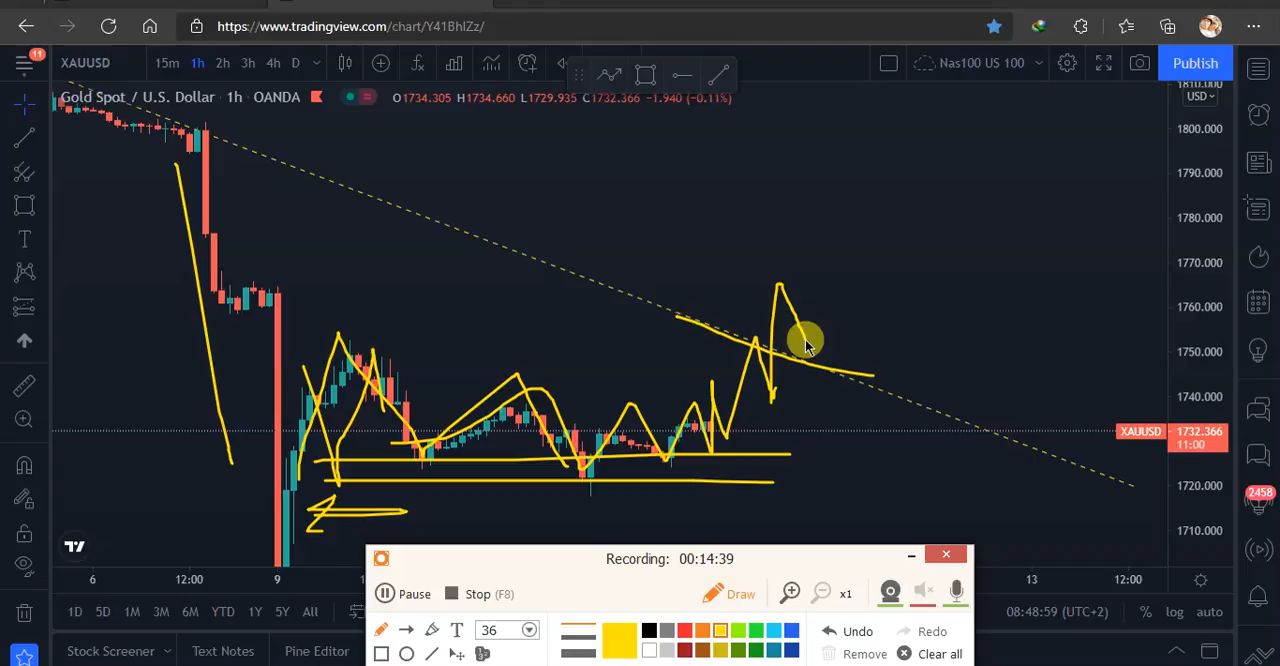 https://www.tradingview.com/chart/Y41BhIZz/
11
XAUUSD
15m 1h 2h 3h 4h D
Nas100 US 100
Publish
Gold Spot / U.S. Dollar 1h OANDA
O1734.305 H1734.660 L1729.935 C1732.366 -1.940 (-0.11%)
1810.000
USD
1800.000
1790.000
1780.000
1770.000
1760.000
1750.000
1740.000
XAUUSD
1732.366
11:00
1720.000
1710.000
2458
6
12:00
9
13
12:00
Recording: 00:14:39
Pause
Stop (F8)
Draw
x1
36
Undo
Redo
Remove
Clear all
1D 5D 1M 3M 6M YTD 1Y 5Y All
08:48:59 (UTC+2)
% log auto
Stock Screener
Text Notes
Pine Editor